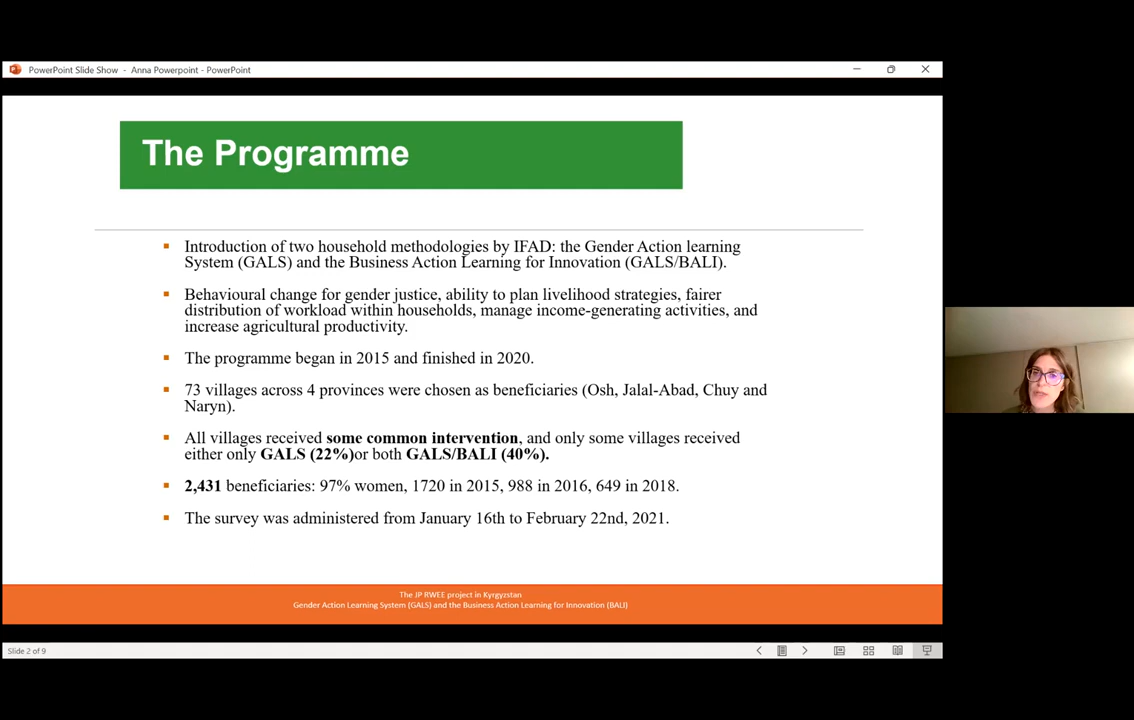 PowerPoint Slide Show - Anna Powerpoint - PowerPoint
The Programme
Introduction of two household methodologies by IFAD: the Gender Action learning
System (GALS) and the Business Action Learning for Innovation (GALS/BALI).
Behavioural change for gender justice, ability to plan livelihood strategies, fairer
distribution of workload within households, manage income-generating activities, and
increase agricultural productivity.
The programme began in 2015 and finished in 2020.
73 villages across 4 provinces were chosen as beneficiaries (Osh, Jalal-Abad, Chuy and
Naryn).
All villages received some common intervention, and only some villages received
either only GALS (22%)or both GALS/BALI (40%).
2,431 beneficiaries: 97% women, 1720 in 2015, 988 in 2016, 649 in 2018.
The survey was administered from January 16th to February 22nd, 2021.
The JP RWEE project in Kyrgyzstan
Gender Action Learning System (GALS) and the Business Action Learning for Innovation (BALI)
Slide 2 of 9